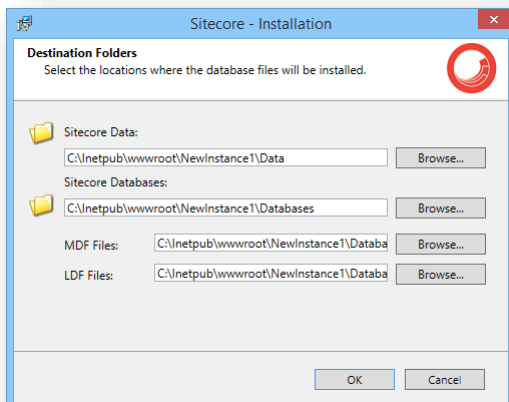 Sitecore - Installation
Destination Folders
Select the locations where the database files will be installed.
Sitecore Data:
C:\Inetpub\wwwroot\NewInstance1\Data Browse...
Sitecore Databases:
C:\Inetpub\wwwroot\NewInstance1\Databases Browse...
MDF Files: C:\Inetpub\wwwroot\NewInstance1\Databa Browse...
LDF Files: C:\Inetpub\wwwroot\NewInstance1\Databa Browse...
OK Cancel